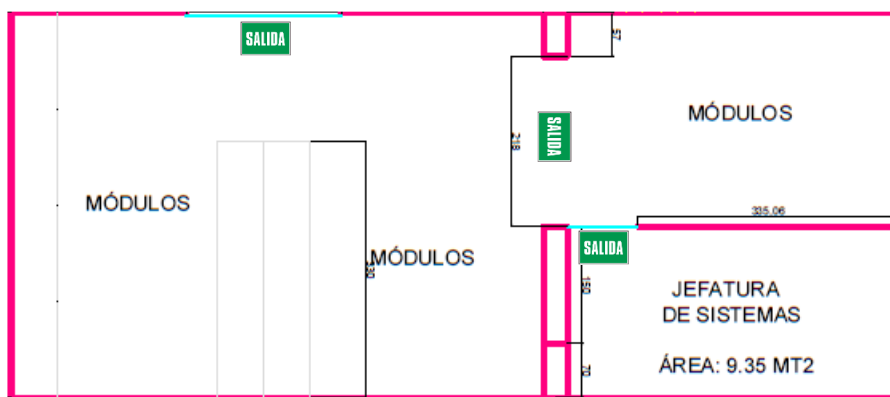 SALIDA
57
MÓDULOS
SALIDA
218
MÓDULOS
335.06
MÓDULOS
330
SALIDA
150
JEFATURA
DE SISTEMAS
ÁREA: 9.35 MT2
70